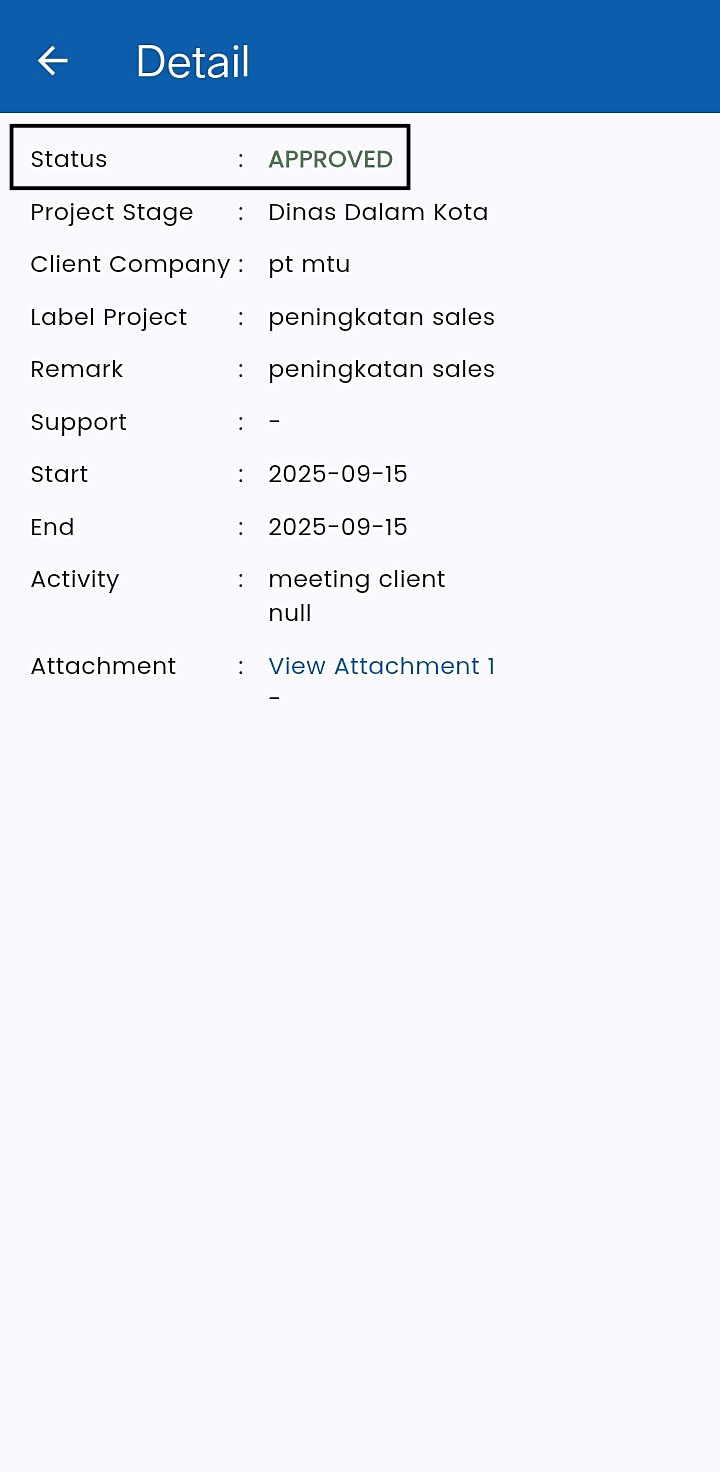 Detail
Status : APPROVED
Project Stage : Dinas Dalam Kota
Client Company : pt mtu
Label Project : peningkatan sales
Remark : peningkatan sales
Support : -
Start : 2025-09-15
End : 2025-09-15
Activity : meeting client
null
Attachment : View Attachment 1
-